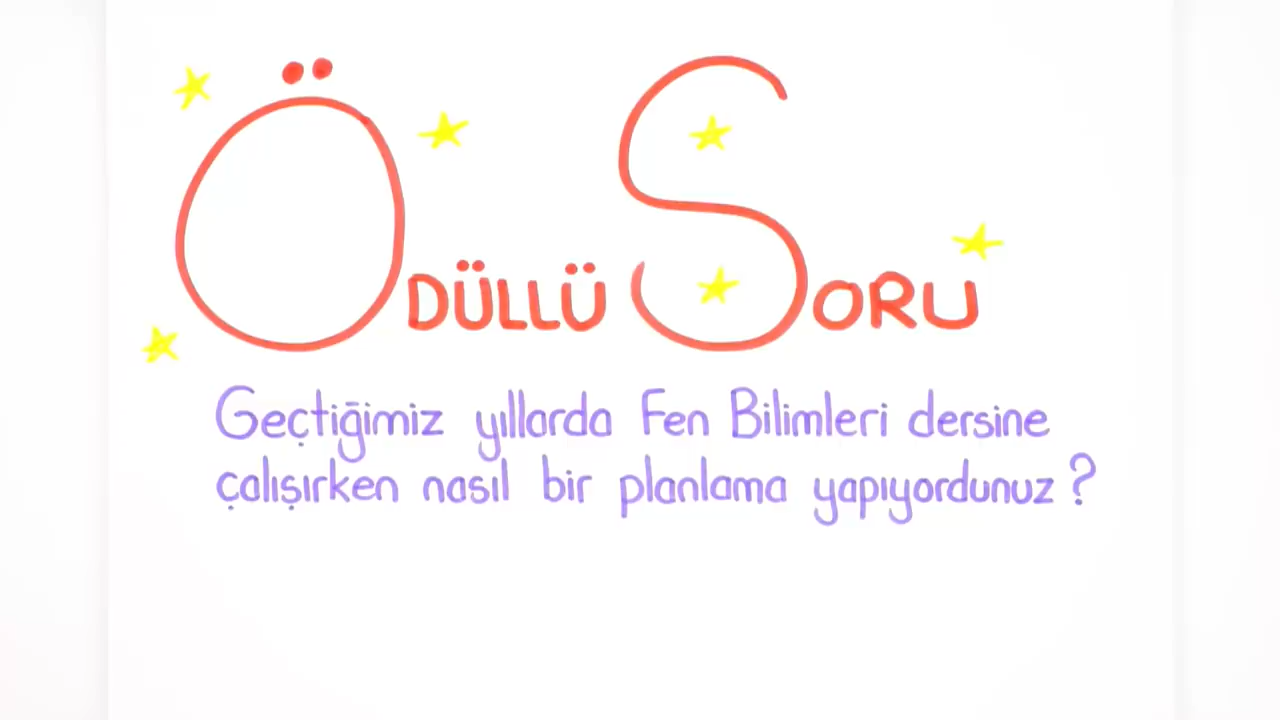 ÖDÜLLÜ SORU
Geçtiğimiz yıllarda Fen Bilimleri dersine
çalışırken nasıl bir planlama yapıyordunuz?